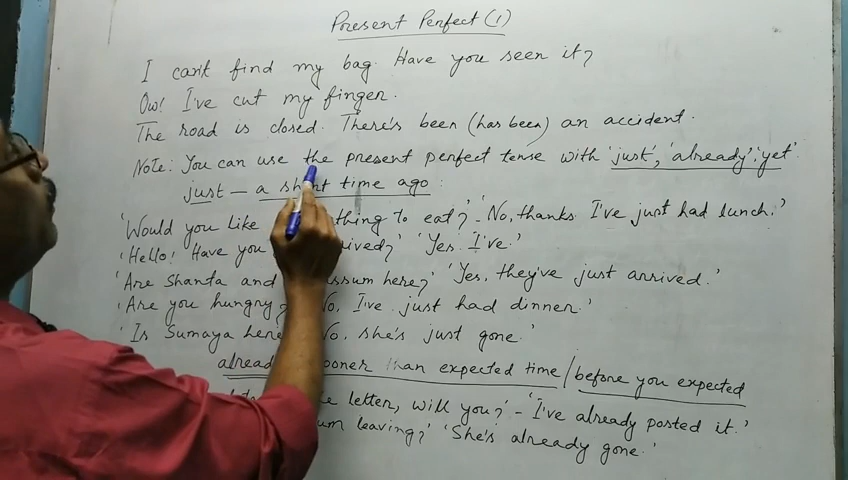 Present Perfect (1)
I can't find my bag. Have you seen it?
Ow! I've cut my finger.
The road is closed. There's been (has been) an accident.
Note: You can use the present perfect tense with 'just', 'already', 'yet'
just — a short time ago:
'Would you like thing to eat?' - 'No, thanks. I've just had lunch.'
'Hello! Have you ived?' 'Yes. I've.'
'Are Shanta and ssum here?' 'Yes, they've just arrived.'
'Are you hungry? No, I've just had dinner.'
'Is Sumaya here No, she's just gone.'
already ooner than expected time / before you expected
letter, will you?' - 'I've already posted it.'
um leaving?' 'She's already gone.'